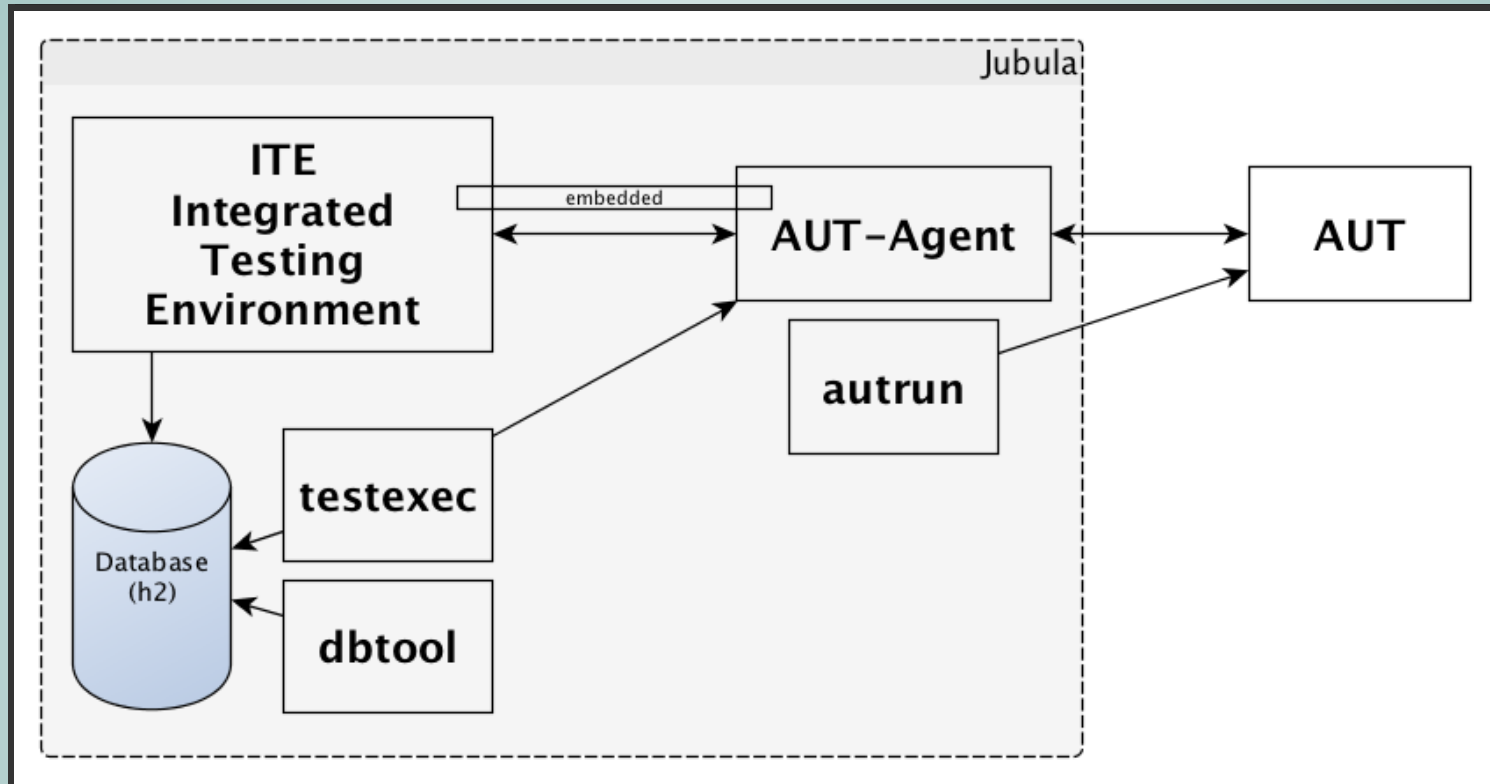 Jubula
ITE
Integrated
Testing
Environment
embedded
AUT-Agent
AUT
autrun
testexec
Database
(h2)
dbtool